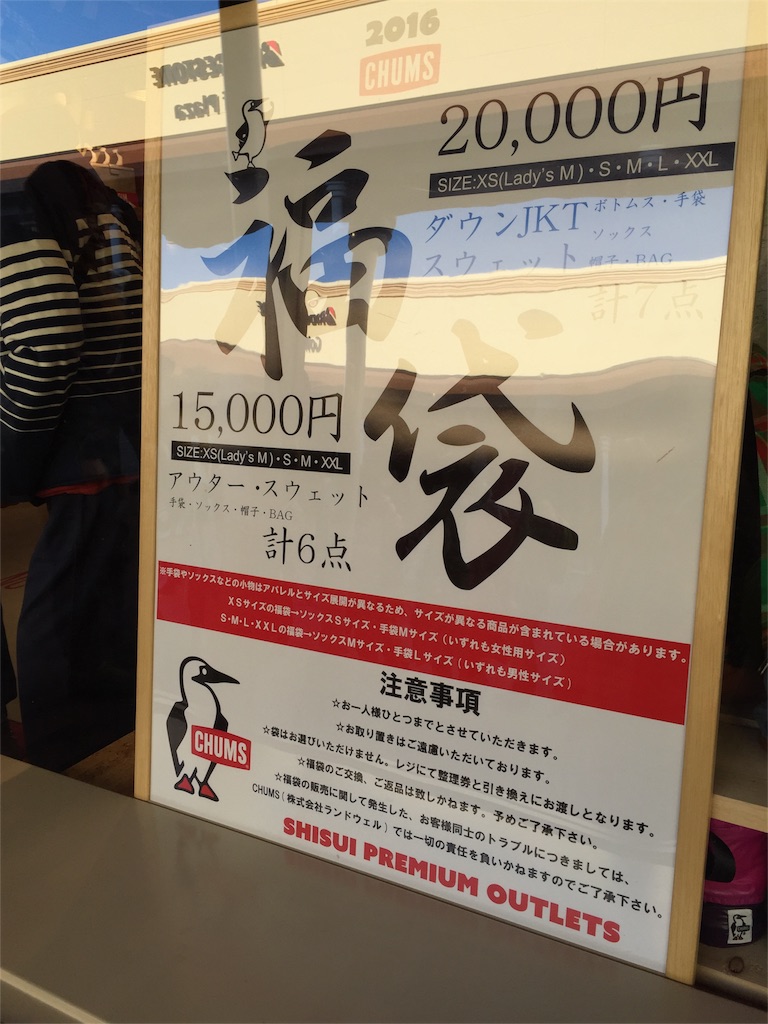 2016
CHUMS
20,000円
SIZE:XS(Lady's M)・S・M・L・XXL
ダウンJKT ボトムス・手袋
ソックス
スウェット 帽子・BAG
計7点
福袋
15,000円
SIZE:XS(Lady's M)・S・M・XXL
アウター・スウェット
手袋・ソックス・帽子・BAG
計6点
※手袋やソックスなどの小物はアパレルとサイズ展開が異なるため、サイズが異なる商品が含まれている場合があります。
XSサイズの福袋→ソックスSサイズ・手袋Mサイズ(いずれも女性用サイズ)
S・M・L・XXLの福袋→ソックスMサイズ・手袋Lサイズ(いずれも男性サイズ)
注意事項
☆お一人様ひとつまでとさせていただきます。
☆お取り置きはご遠慮いただいております。
☆袋はお選びいただけません。レジにて整理券と引き換えにお渡しとなります。
☆福袋のご交換、ご返品は致しかねます。予めご了承下さい。
☆福袋の販売に関して発生した、お客様同士のトラブルにつきましては、
CHUMS(株式会社ランドウェル)では一切の責任を負いかねますのでご了承下さい。
CHUMS
SHISUI PREMIUM OUTLETS